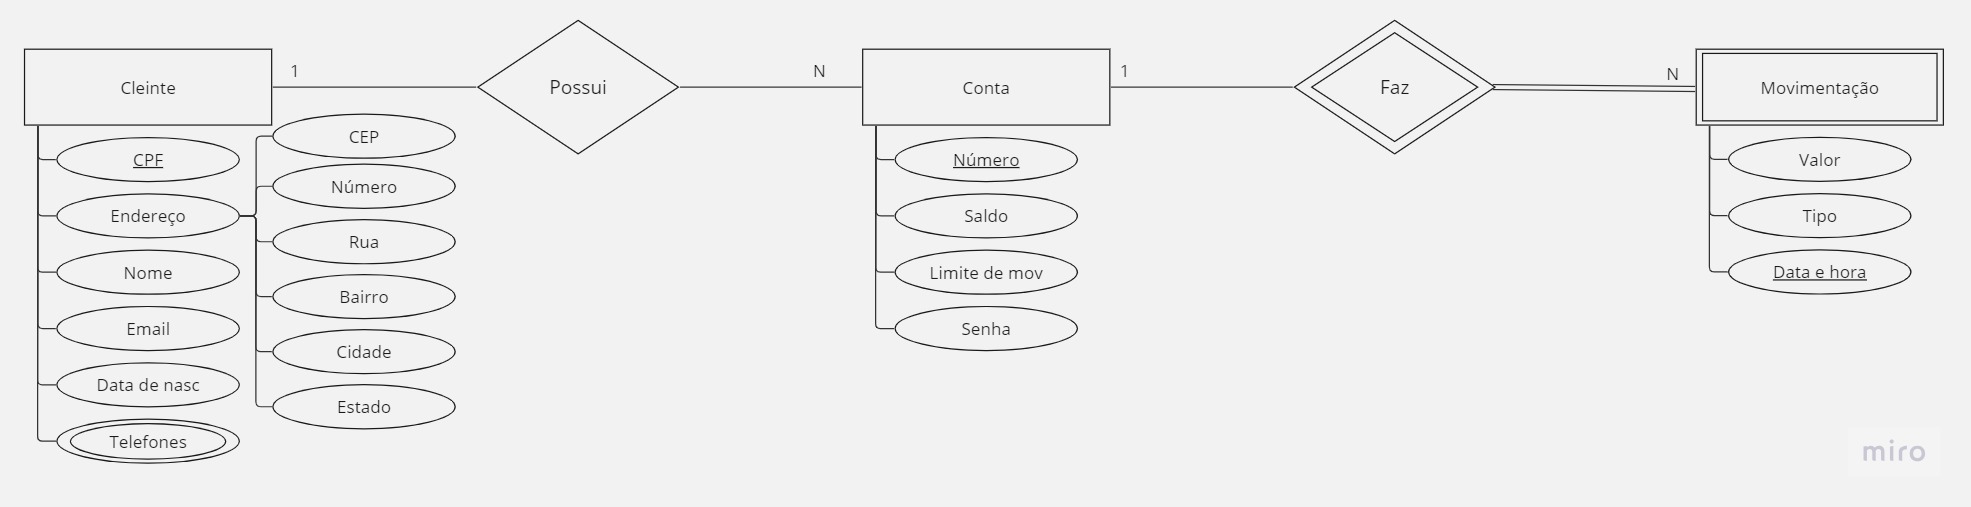 Cleinte
1
Possui
N
Conta
1
Faz
N
Movimentação
CPF
Endereço
Nome
Email
Data de nasc
Telefones
CEP
Número
Rua
Bairro
Cidade
Estado
Número
Saldo
Limite de mov
Senha
Valor
Tipo
Data e hora
miro